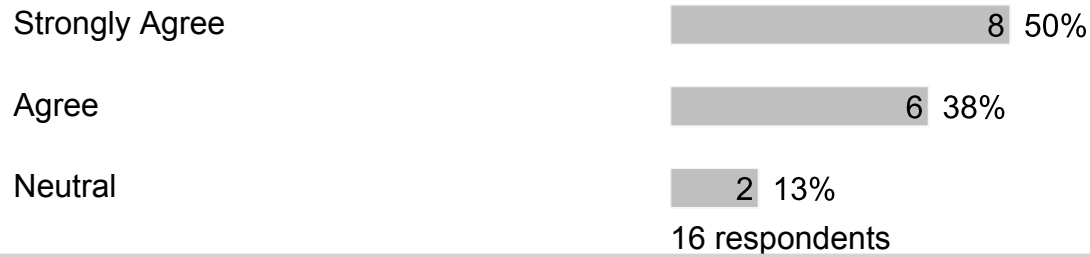 Strongly Agree 8 50%
Agree 6 38%
Neutral 2 13%
16 respondents